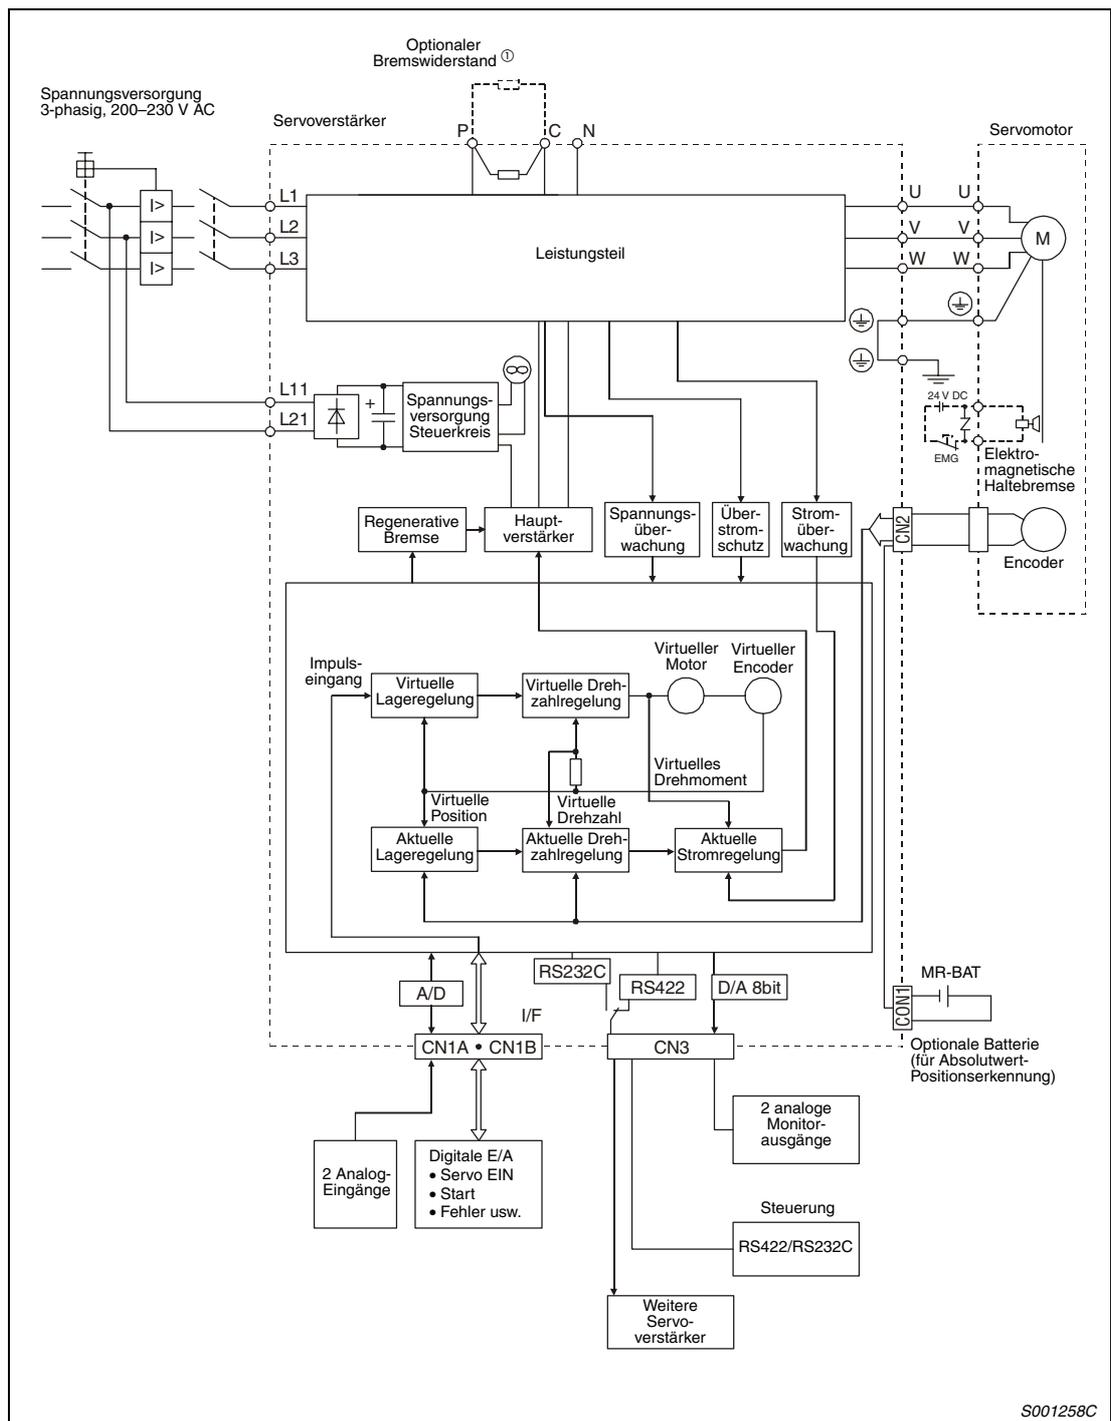 Optionaler
Bremswiderstand ①
Spannungsversorgung
3-phasig, 200–230 V AC
Servoverstärker
P
C
N
Servomotor
I>
I>
I>
L1
L2
L3
Leistungsteil
U
U
V
V
W
W
M
L11
L21
+
Spannungs-
versorgung
Steuerkreis
24 V DC
EMG
Elektro-
magnetische
Haltebremse
Regenerative
Bremse
Haupt-
verstärker
Spannungs-
über-
wachung
Über-
strom-
schutz
Strom-
über-
wachung
CN2
Encoder
Impuls-
eingang
Virtuelle
Lageregelung
Virtuelle Dreh-
zahlregelung
Virtueller
Motor
Virtueller
Encoder
Virtuelles
Drehmoment
Virtuelle
Position
Virtuelle
Drehzahl
Aktuelle
Lageregelung
Aktuelle Dreh-
zahlregelung
Aktuelle
Stromregelung
A/D
I/F
RS232C
RS422
D/A 8bit
CON1
MR-BAT
CN1A • CN1B
CN3
Optionale Batterie
(für Absolutwert-
Positionserkennung)
2 Analog-
Eingänge
Digitale E/A
• Servo EIN
• Start
• Fehler usw.
2 analoge
Monitor-
ausgänge
Steuerung
RS422/RS232C
Weitere
Servo-
verstärker
S001258C